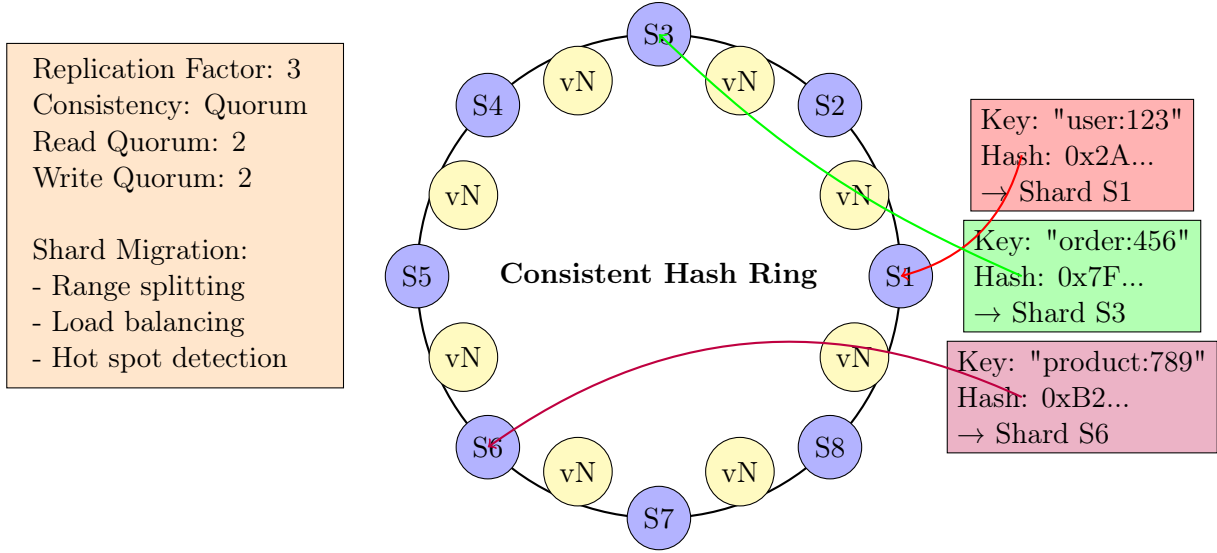 Replication Factor: 3
Consistency: Quorum
Read Quorum: 2
Write Quorum: 2
Shard Migration:
- Range splitting
- Load balancing
- Hot spot detection
S3
vN
vN
S4
S2
vN
vN
S5
Consistent Hash Ring
S1
vN
vN
S6
S8
vN
vN
S7
Key: "user:123"
Hash: 0x2A...
→ Shard S1
Key: "order:456"
Hash: 0x7F...
→ Shard S3
Key: "product:789"
Hash: 0xB2...
→ Shard S6